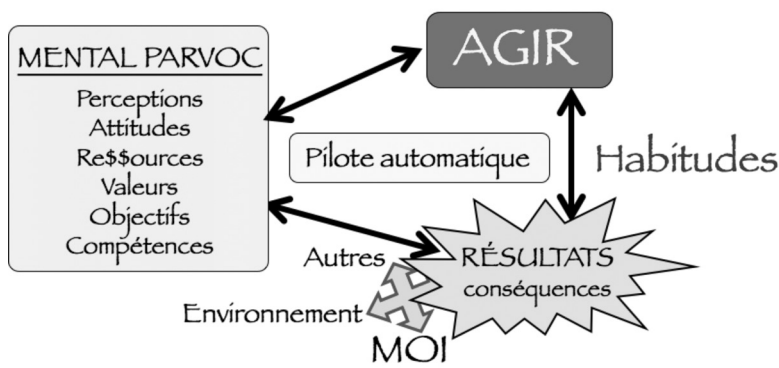 MENTAL PARVOC
Perceptions
Attitudes
Re$$ources
Valeurs
Objectifs
Compétences
AGIR
Pilote automatique
Habitudes
RÉSULTATS
conséquences
Autres
Environnement
MOI